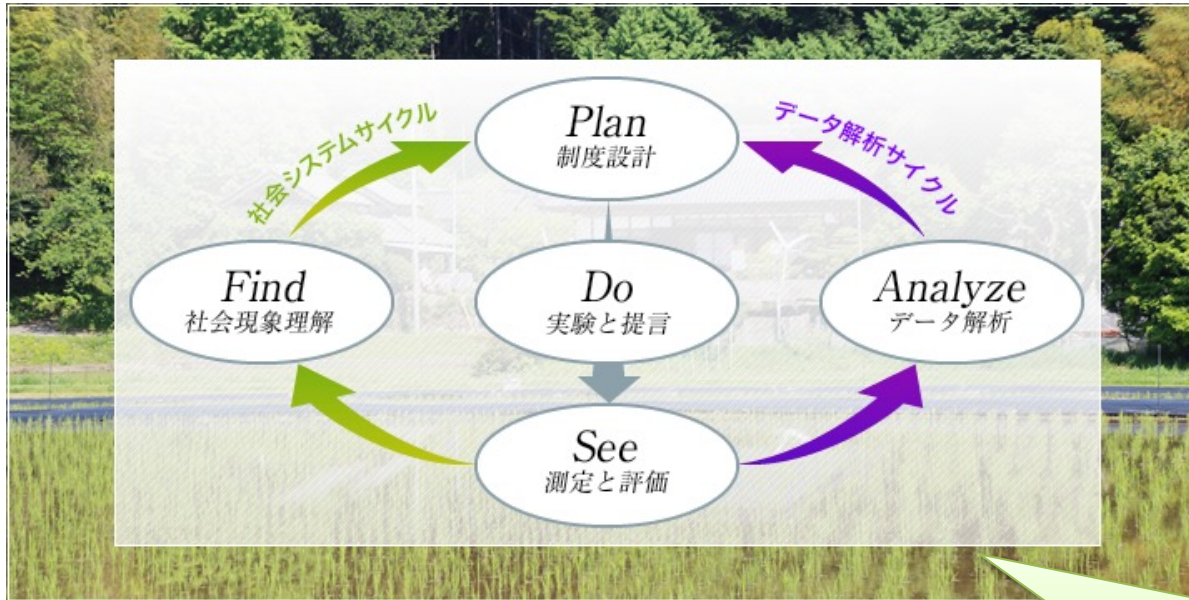 社会システムサイクル
データ解析サイクル
Plan
制度設計
Find
社会現象理解
Do
実験と提言
Analyze
データ解析
See
測定と評価